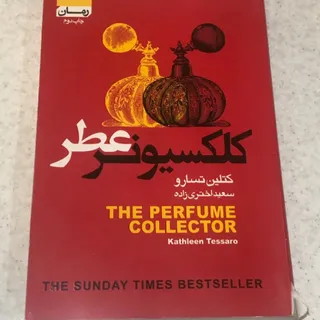 رمان
چاپ دوم
کلکسیونر عطر
کتلین تسارو
سعید اختری زاده
THE PERFUME
COLLECTOR
Kathleen Tessaro
THE SUNDAY TIMES BESTSELLER